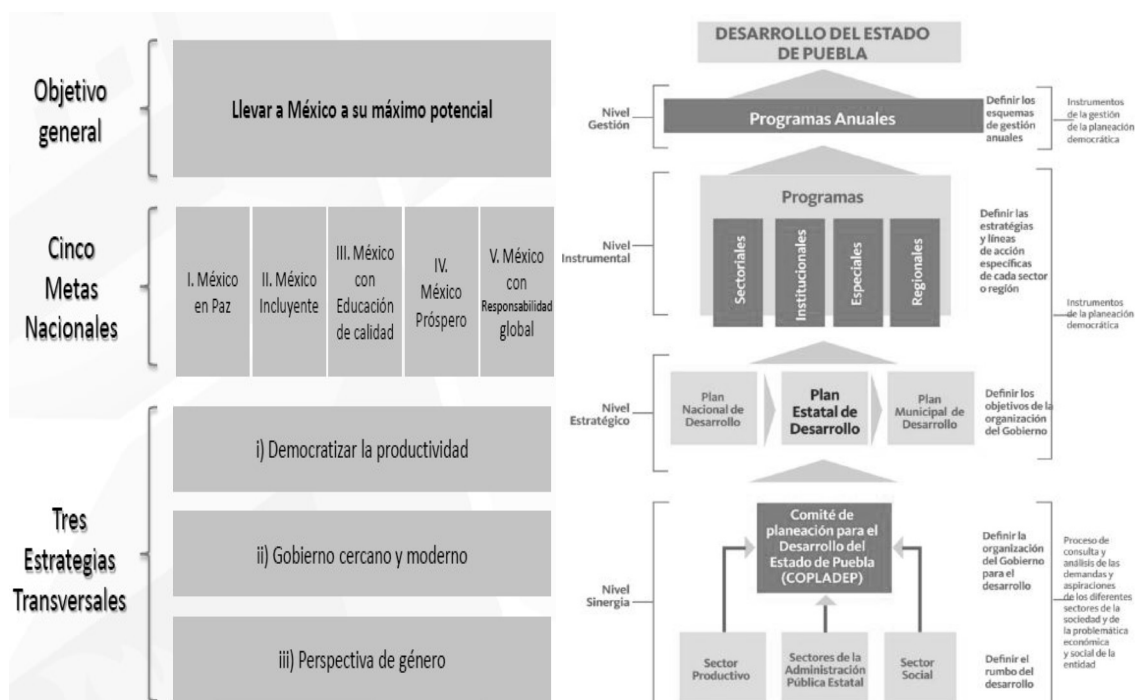 Objetivo
general
Llevar a México a su máximo potencial
Cinco
Metas
Nacionales
I. México
en Paz
II. México
Incluyente
III. México
con
Educación
de calidad
IV.
México
Próspero
V. México
con
Responsabilidad
global
Tres
Estrategias
Transversales
i) Democratizar la productividad
ii) Gobierno cercano y moderno
iii) Perspectiva de género
DESARROLLO DEL ESTADO
DE PUEBLA
Nivel
Gestión
Programas Anuales
Definir los
esquemas
de gestión
anuales
Instrumentos
de la gestión
de la planeación
democrática
Nivel
Instrumental
Programas
Sectoriales
Institucionales
Especiales
Regionales
Definir las
estratégias
y líneas
de acción
específicas
de cada sector
o región
Instrumentos
de la planeación
democrática
Nivel
Estratégico
Plan
Nacional de
Desarrollo
Plan
Estatal de
Desarrollo
Plan
Municipal de
Desarrollo
Definir los
objetivos de la
organización
del Gobierno
Nivel
Sinergia
Comité de
planeación para el
Desarrollo del
Estado de Puebla
(COPLADEP)
Definir la
organización
del Gobierno
para el
desarrollo
Proceso de
consulta y
análisis de las
demandas y
aspiraciones
de los diferentes
sectores de la
sociedad y de
la problemática
económica
y social de la
entidad
Sector
Productivo
Sectores de la
Administración
Pública Estatal
Sector
Social
Definir el
rumbo del
desarrollo